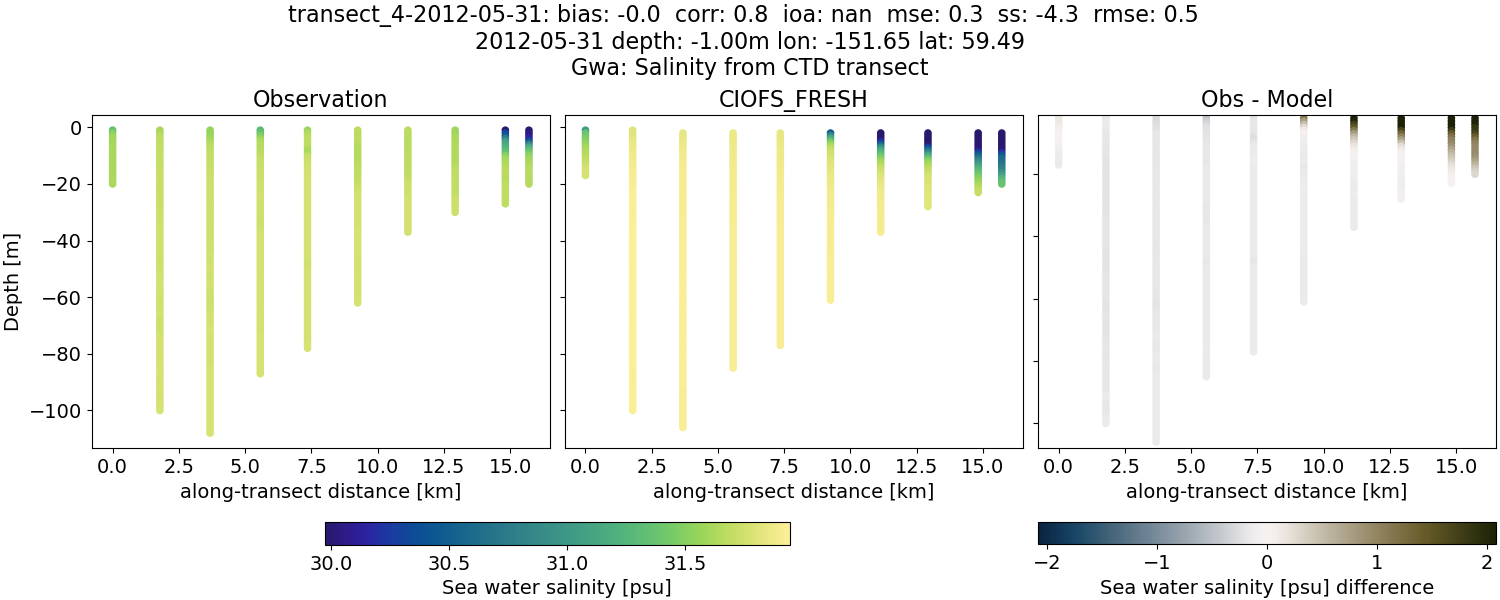 transect_4-2012-05-31: bias: -0.0  corr: 0.8  ioa: nan  mse: 0.3  ss: -4.3  rmse: 0.5
2012-05-31 depth: -1.00m lon: -151.65 lat: 59.49
Gwa: Salinity from CTD transect
Observation
CIOFS_FRESH
Obs - Model
Depth [m]
0
−20
−40
−60
−80
−100
0.0 2.5 5.0 7.5 10.0 12.5 15.0
0.0 2.5 5.0 7.5 10.0 12.5 15.0
0.0 2.5 5.0 7.5 10.0 12.5 15.0
along-transect distance [km]
along-transect distance [km]
along-transect distance [km]
30.0 30.5 31.0 31.5
Sea water salinity [psu]
−2 −1 0 1 2
Sea water salinity [psu] difference